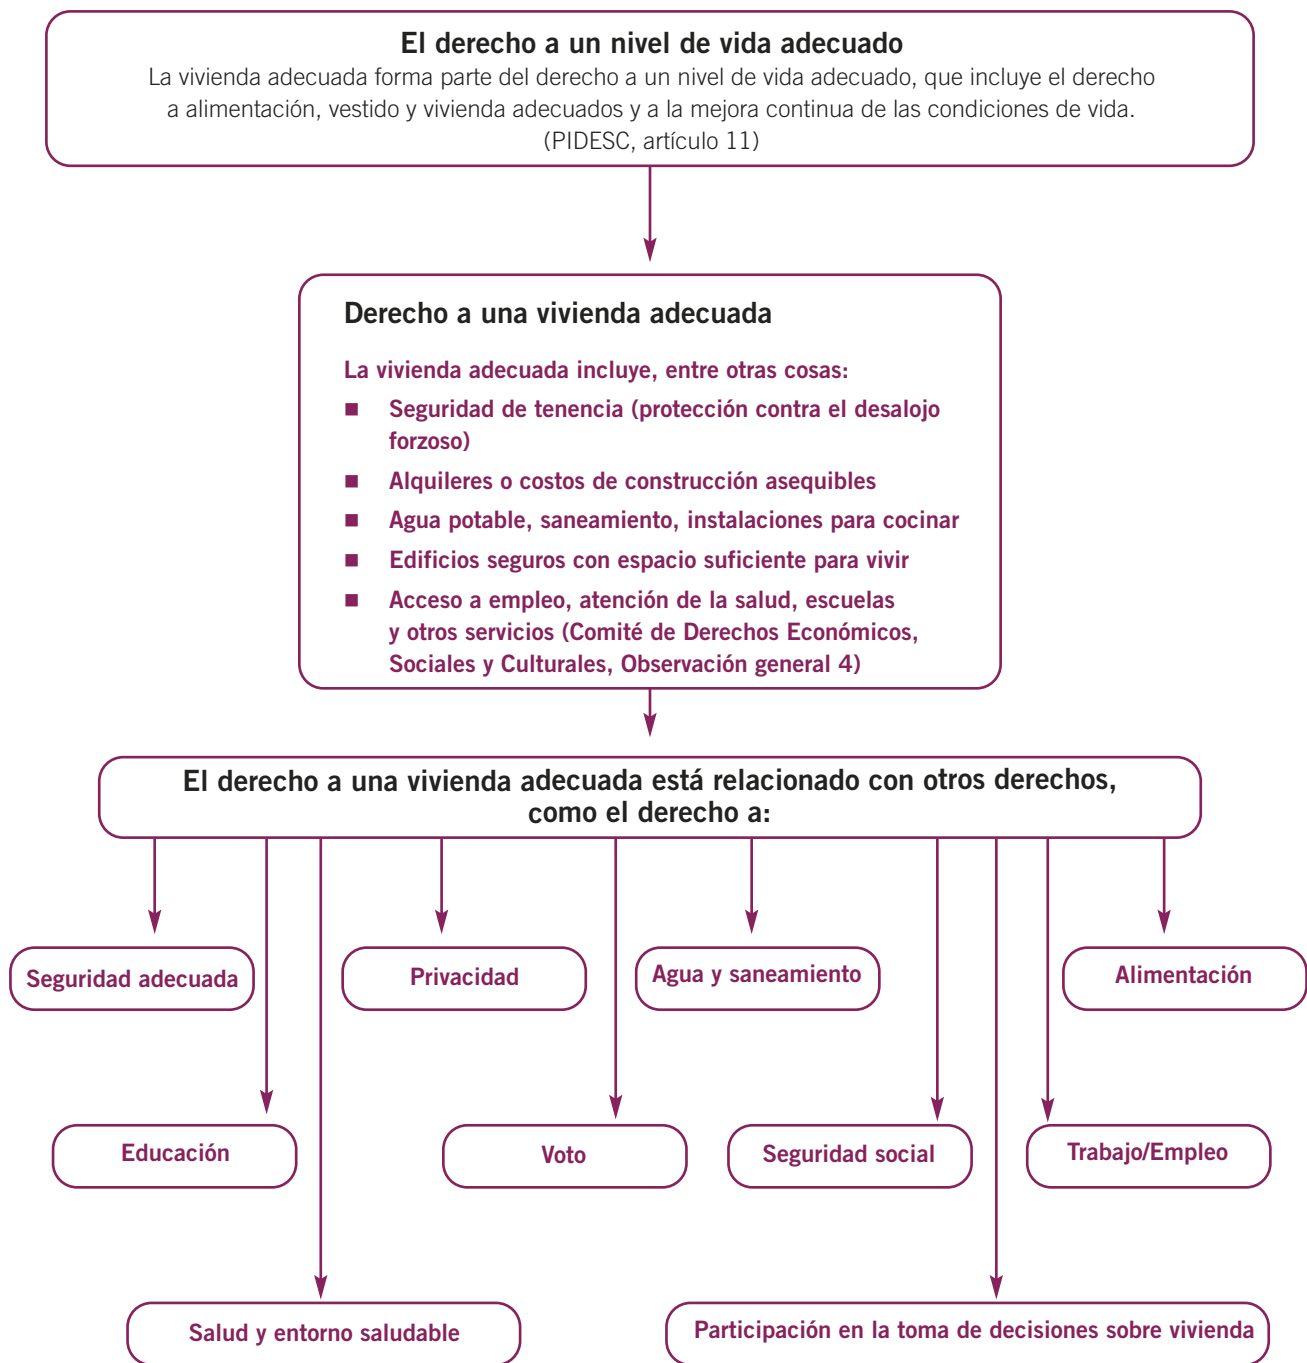 El derecho a un nivel de vida adecuado
La vivienda adecuada forma parte del derecho a un nivel de vida adecuado, que incluye el derecho
a alimentación, vestido y vivienda adecuados y a la mejora continua de las condiciones de vida.
(PIDESC, artículo 11)
Derecho a una vivienda adecuada
La vivienda adecuada incluye, entre otras cosas:
■ Seguridad de tenencia (protección contra el desalojo
forzoso)
■ Alquileres o costos de construcción asequibles
■ Agua potable, saneamiento, instalaciones para cocinar
■ Edificios seguros con espacio suficiente para vivir
■ Acceso a empleo, atención de la salud, escuelas
y otros servicios (Comité de Derechos Económicos,
Sociales y Culturales, Observación general 4)
El derecho a una vivienda adecuada está relacionado con otros derechos,
como el derecho a:
Seguridad adecuada
Privacidad
Agua y saneamiento
Alimentación
Educación
Voto
Seguridad social
Trabajo/Empleo
Salud y entorno saludable
Participación en la toma de decisiones sobre vivienda